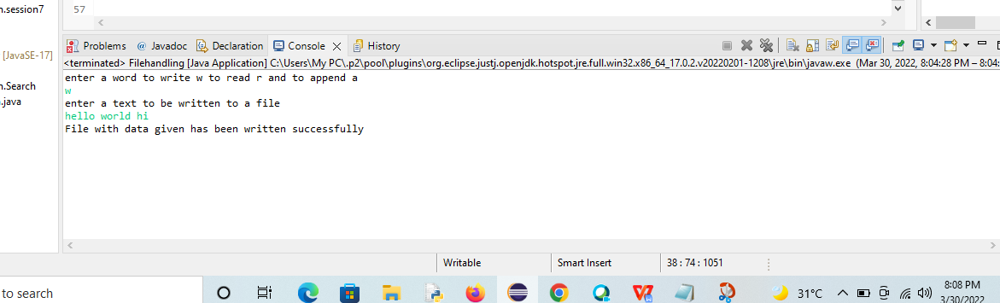 n.session7
57
[JavaSE-17]
n.Search
.java
Problems @ Javadoc Declaration Console History
<terminated> Filehandling [Java Application] C:\Users\My PC\.p2\pool\plugins\org.eclipse.justj.openjdk.hotspot.jre.full.win32.x86_64_17.0.2.v20220201-1208\jre\bin\javaw.exe (Mar 30, 2022, 8:04:28 PM – 8:04:
enter a word to write w to read r and to append a
w
enter a text to be written to a file
hello world hi
File with data given has been written successfully
Writable Smart Insert 38 : 74 : 1051
to search
31°C
8:08 PM
3/30/2022